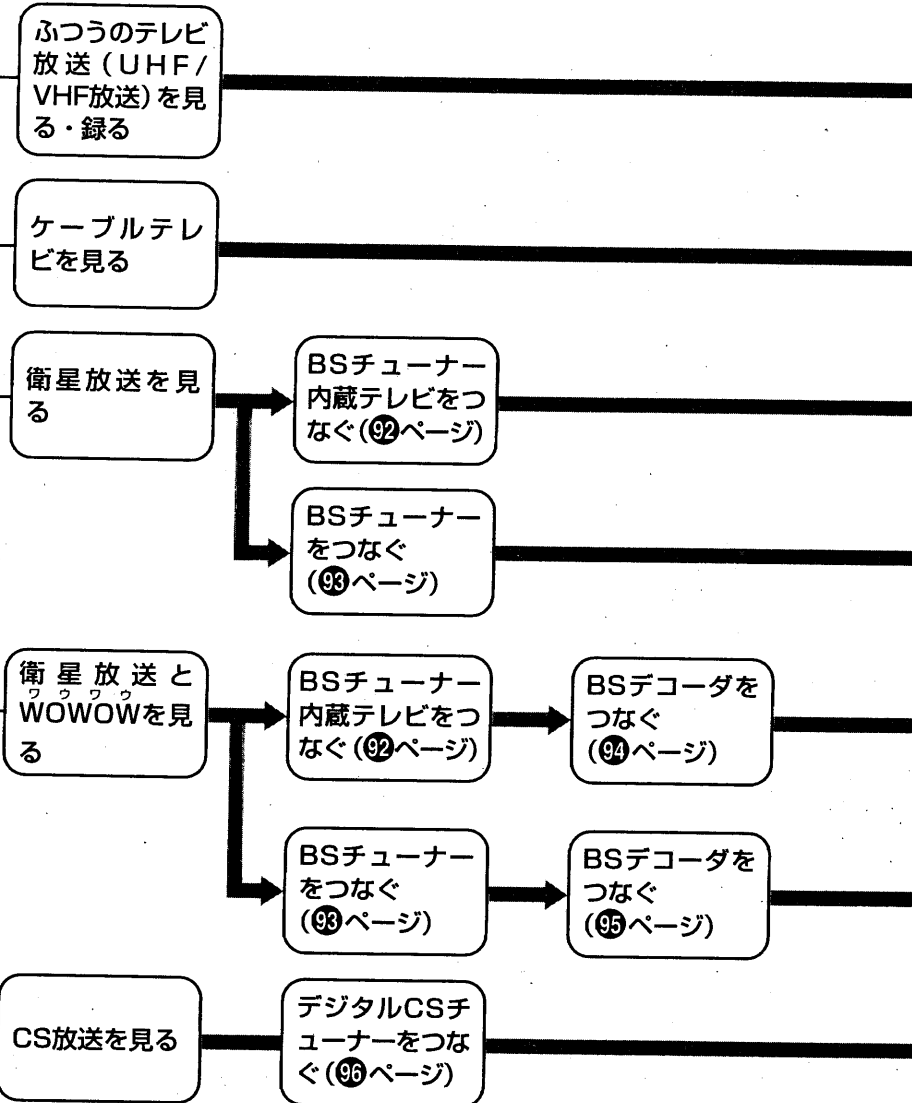 ふつうのテレビ
放送(UHF/
VHF放送)を見
る・録る
ケーブルテレ
ビを見る
衛星放送を見
る
BSチューナー
内蔵テレビをつ
なぐ(92ページ)
BSチューナー
をつなぐ
(93ページ)
衛星放送と
ワウワウ
WOWOWを見
る
BSチューナー
内蔵テレビをつ
なぐ(92ページ)
BSデコーダを
つなぐ
(94ページ)
BSチューナー
をつなぐ
(93ページ)
BSデコーダを
つなぐ
(95ページ)
CS放送を見る
デジタルCSチ
ューナーをつな
ぐ(96ページ)